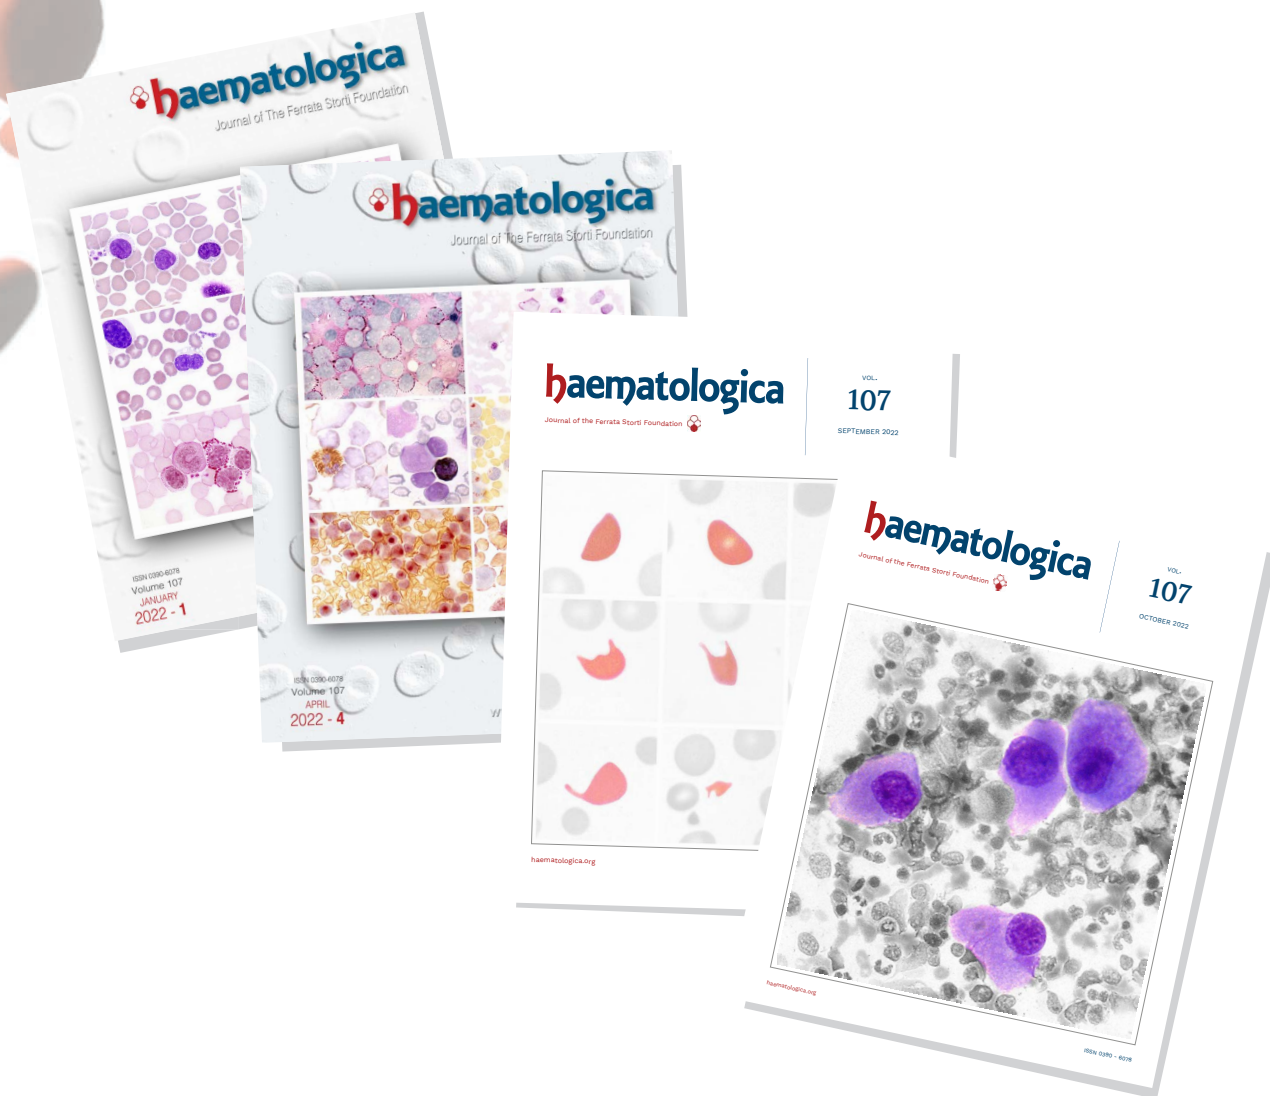 haematologica
Journal of The Ferrata Storti Foundation
ISSN 0390-6078
Volume 107
JANUARY
2022 - 1
haematologica
Journal of The Ferrata Storti Foundation
ISSN 0390-6078
Volume 107
APRIL
2022 - 4
haematologica
Journal of the Ferrata Storti Foundation
VOL.
107
SEPTEMBER 2022
haematologica.org
haematologica
Journal of the Ferrata Storti Foundation
VOL.
107
OCTOBER 2022
haematologica.org
ISSN 0390 - 6078